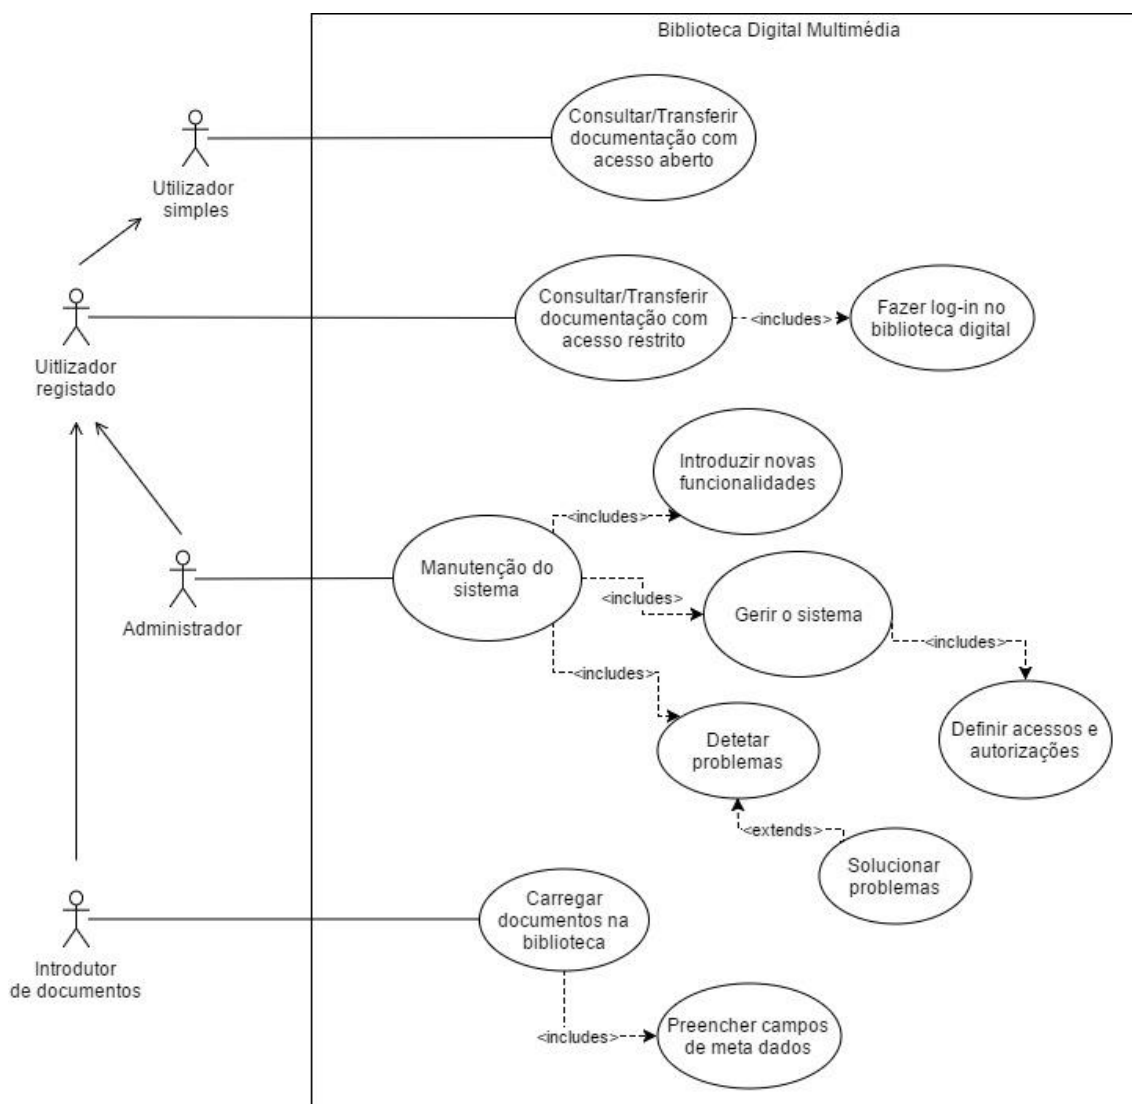 Biblioteca Digital Multimédia
Consultar/Transferir
documentação com
acesso aberto
Utilizador
simples
Consultar/Transferir
documentação com
acesso restrito
<includes>
Fazer log-in no
biblioteca digital
Uitlizador
registado
Introduzir novas
funcionalidades
<includes>
Manutenção do
sistema
<includes>
Gerir o sistema
Administrador
<includes>
<includes>
Detetar
problemas
Definir acessos e
autorizações
<extends>
Solucionar
problemas
Carregar
documentos na
biblioteca
Introdutor
de documentos
<includes>
Preencher campos
de meta dados